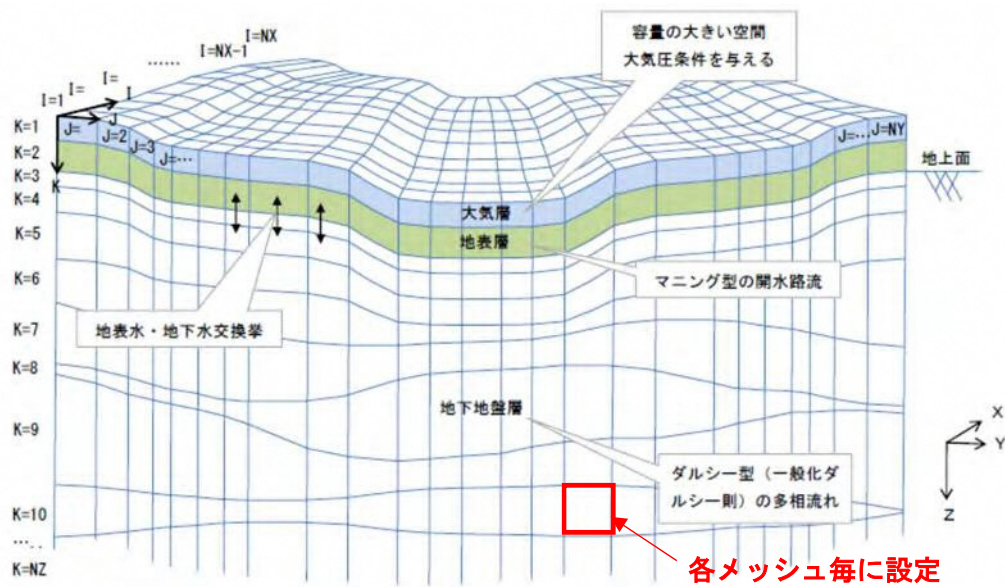 容量の大きい空間
大気圧条件を与える
I=NX
I=NX-1
……
I=
I=
I=1
I
J
K=1
J=
J=2
J=3
J=…
J=…
J=NY
K=2
K=3
K
K=4
K=5
K=6
K=7
K=8
K=9
K=10
…..
K=NZ
地上面
大気層
地表層
マニング型の開水路流
地表水・地下水交換挙
地下地盤層
ダルシー型（一般化ダ
ルシー則）の多相流れ
X
Y
Z
各メッシュ毎に設定